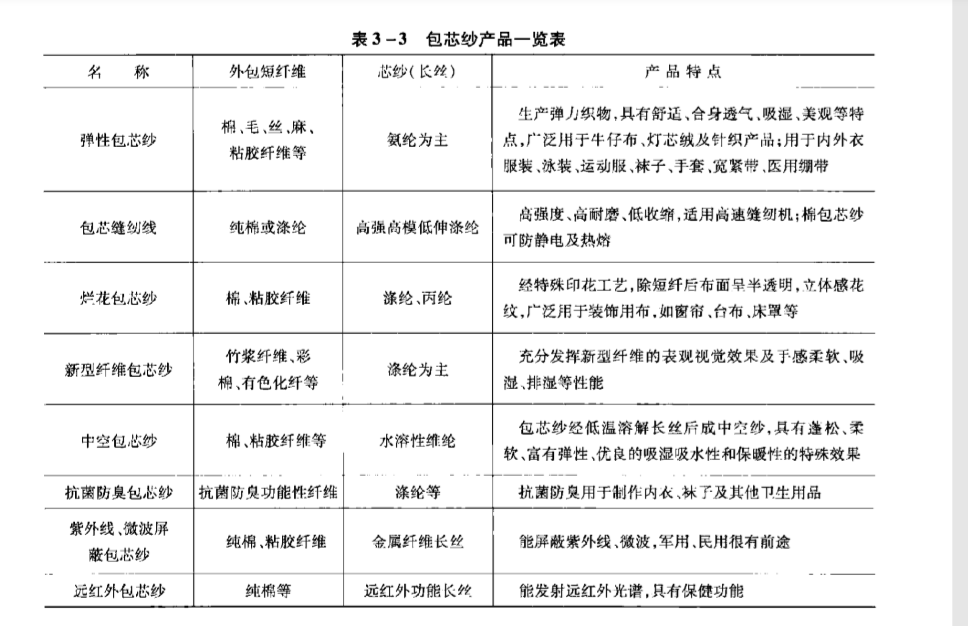 表3-3 包芯纱产品一览表
名 称 外包短纤维 芯纱(长丝) 产品特点
弹性包芯纱
棉、毛、丝、麻、
粘胶纤维等
氨纶为主
生产弹力织物,具有舒适、合身透气、吸湿、美观等特
点,广泛用于牛仔布、灯芯绒及针织产品;用于内外衣
服装、泳装、运动服、袜子、手套、宽紧带、医用绷带
包芯缝纫线
纯棉或涤纶
高强高模低伸涤纶
高强度、高耐磨、低收缩,适用高速缝纫机;棉包芯纱
可防静电及热熔
烂花包芯纱
棉、粘胶纤维
涤纶、丙纶
经特殊印花工艺,除短纤后布面呈半透明,立体感花
纹,广泛用于装饰用布,如窗帘、台布、床罩等
新型纤维包芯纱
竹浆纤维、彩
棉、有色化纤等
涤纶为主
充分发挥新型纤维的表观视觉效果及手感柔软、吸
湿、排湿等性能
中空包芯纱
棉、粘胶纤维等
水溶性维纶
包芯纱经低温溶解长丝后成中空纱,具有蓬松、柔
软、富有弹性、优良的吸湿吸水性和保暖性的特殊效果
抗菌防臭包芯纱
抗菌防臭功能性纤维
涤纶等
抗菌防臭用于制作内衣、袜子及其他卫生用品
紫外线、微波屏
蔽包芯纱
纯棉、粘胶纤维
金属纤维长丝
能屏蔽紫外线、微波,军用、民用很有前途
远红外包芯纱
纯棉等
远红外功能长丝
能发射远红外光谱,具有保健功能